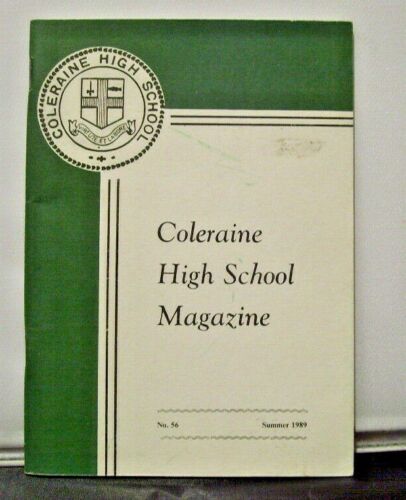 COLERAINE HIGH SCHOOL
Coleraine
High School
Magazine
No. 56 Summer 1989